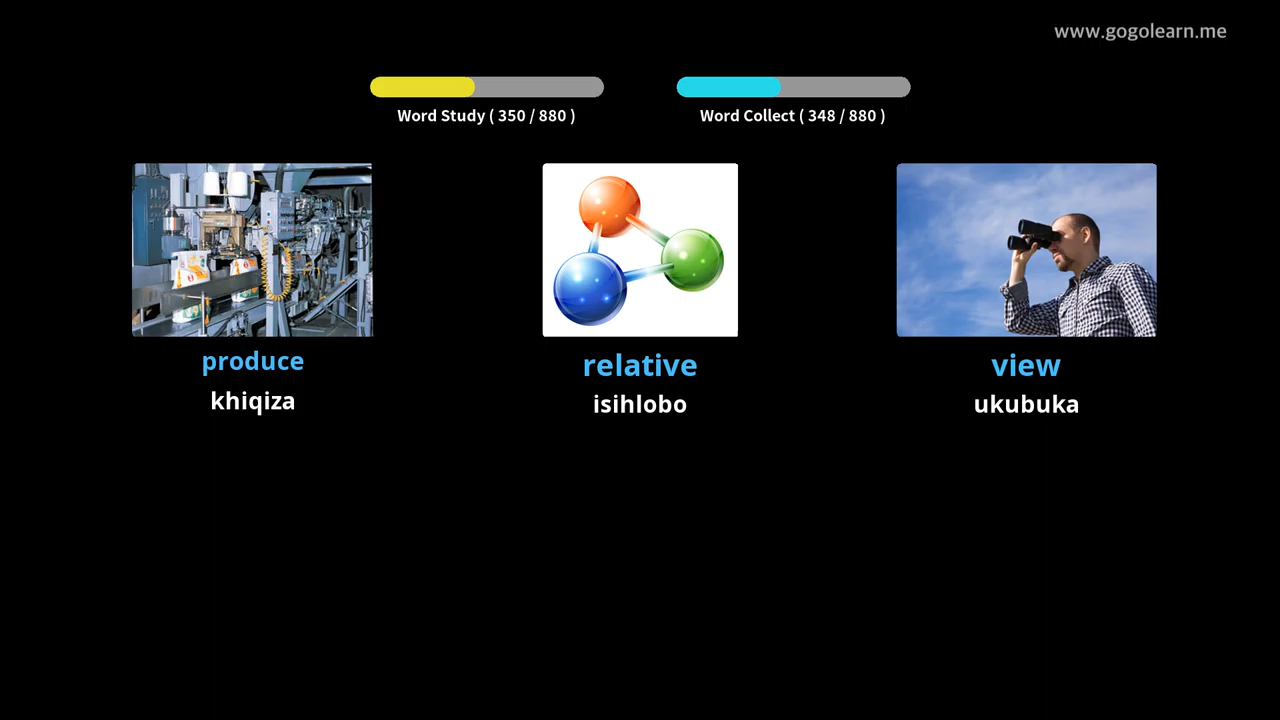 www.gogolearn.me
Word Study ( 350 / 880 )
Word Collect ( 348 / 880 )
produce
khiqiza
relative
isihlobo
view
ukubuka